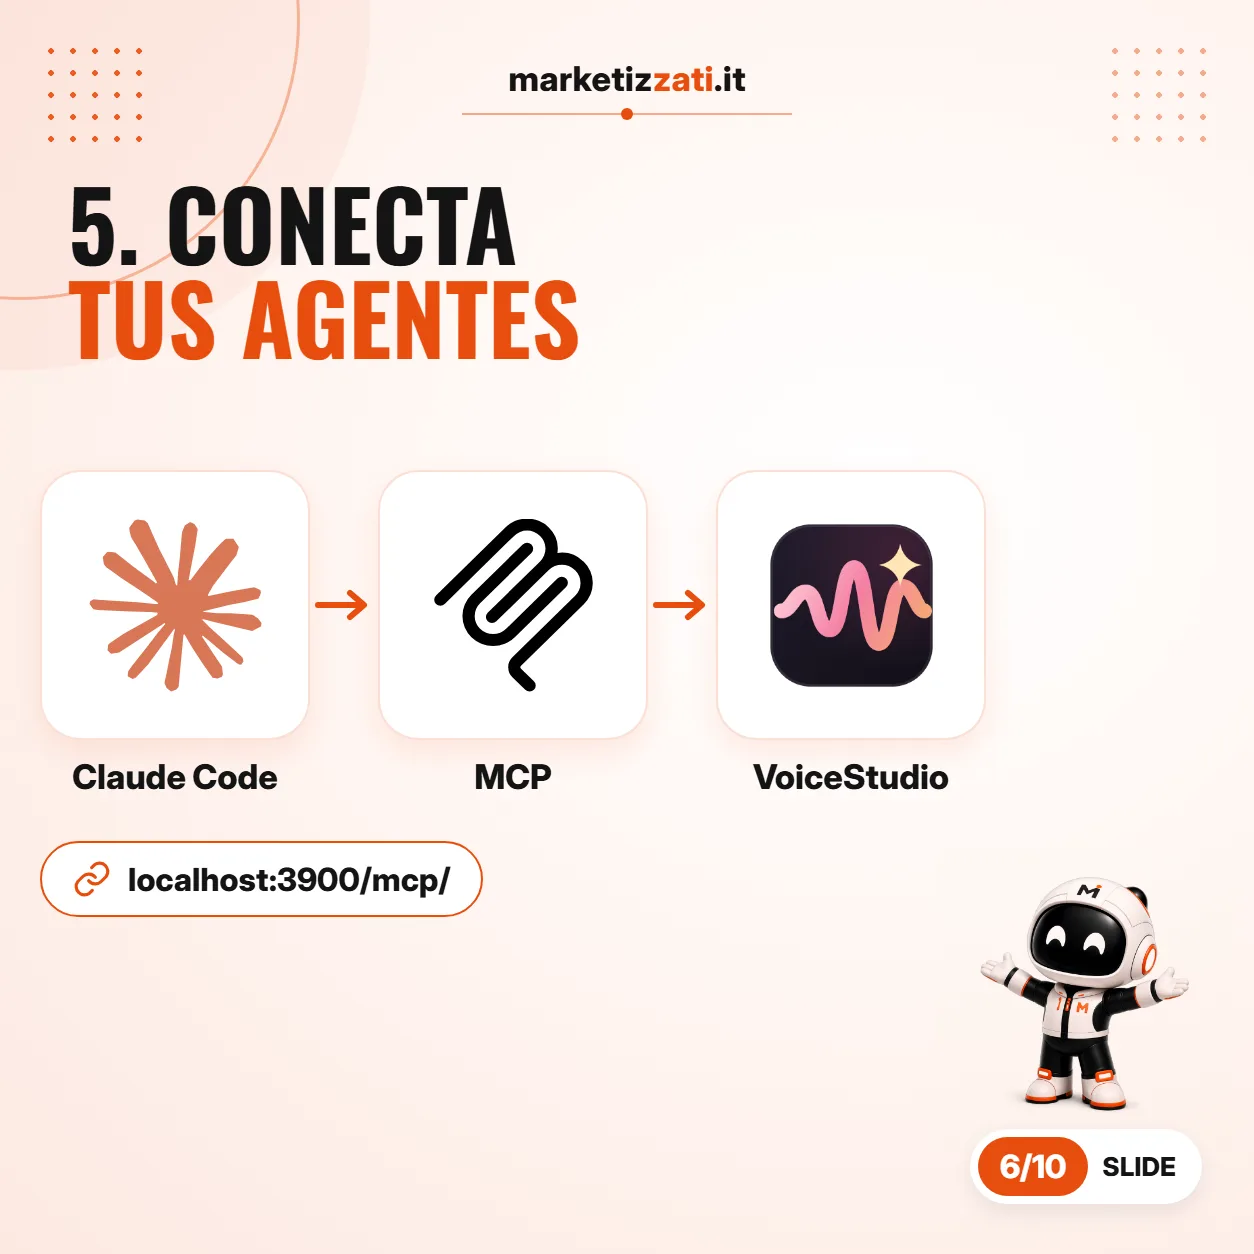 marketizzati.it
5. CONECTA
TUS AGENTES
Claude Code
MCP
VoiceStudio
localhost:3900/mcp/
6/10 SLIDE